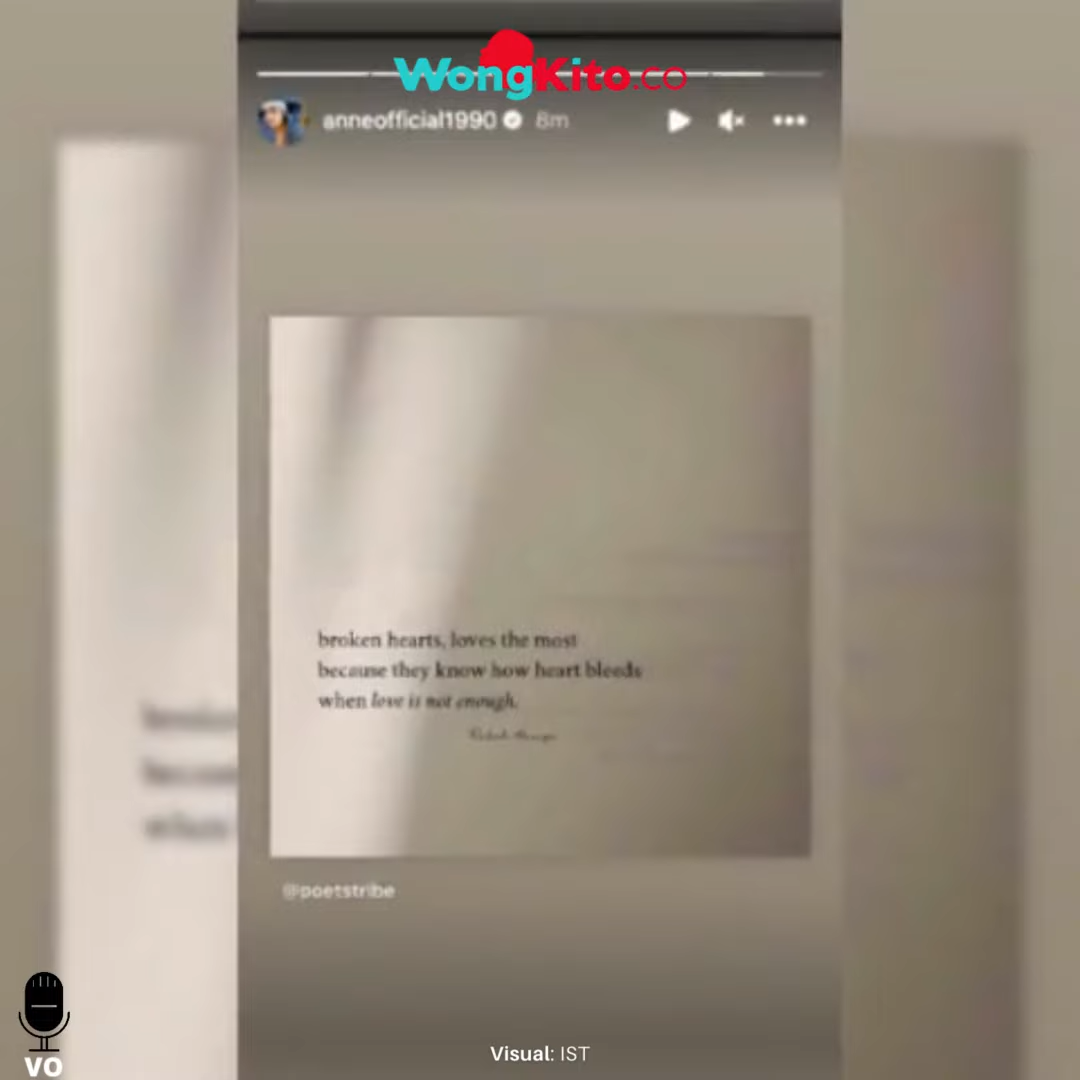 WongKito.co
anneofficial1990 8m
broken hearts, loves the most
because they know how heart bleeds
when love is not enough.
@poetstribe
VO
Visual: IST